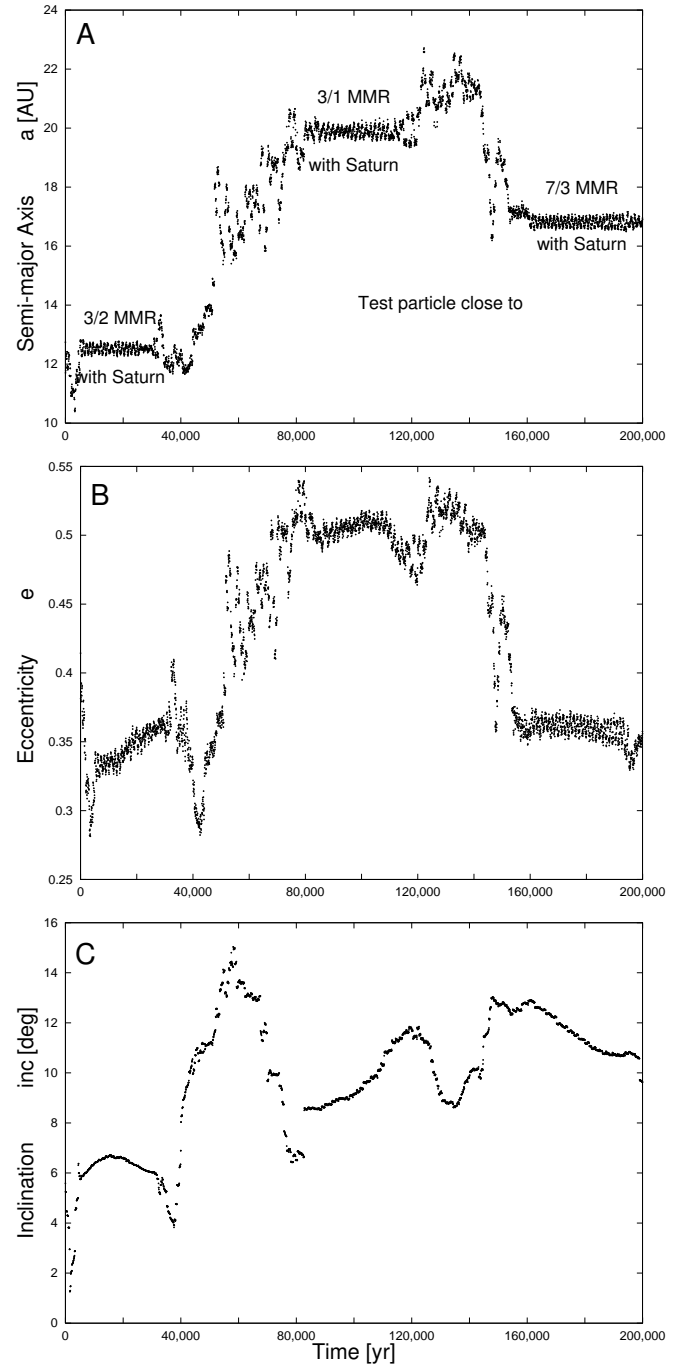 A
Semi-major Axis a [AU]
24
22
20
18
16
14
12
10
3/1 MMR
with Saturn
7/3 MMR
with Saturn
3/2 MMR
with Saturn
Test particle close to
0 40,000 80,000 120,000 160,000 200,000
B
Eccentricity e
0.55
0.5
0.45
0.4
0.35
0.3
0.25
0 40,000 80,000 120,000 160,000 200,000
C
Inclination inc [deg]
16
14
12
10
8
6
4
2
0
0 40,000 80,000 120,000 160,000 200,000
Time [yr]